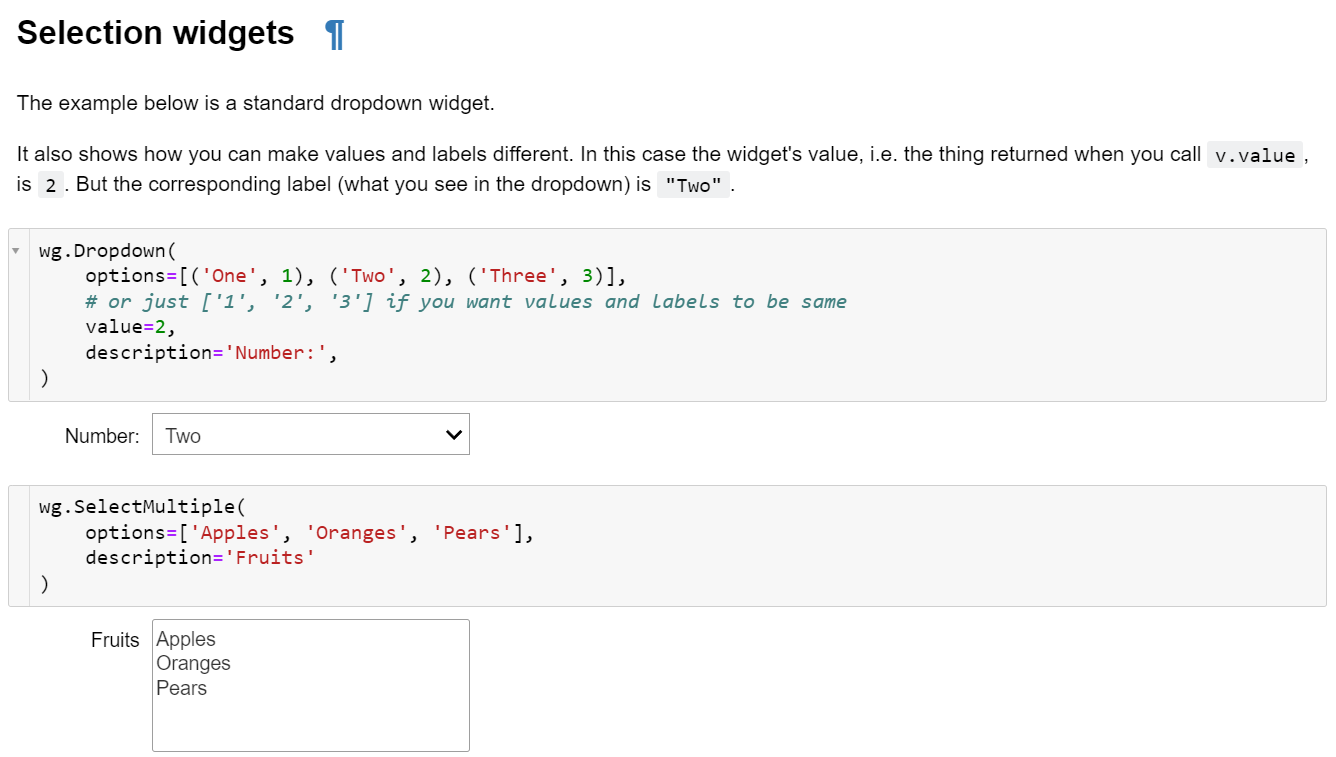 Selection widgets ¶
The example below is a standard dropdown widget.
It also shows how you can make values and labels different. In this case the widget's value, i.e. the thing returned when you call v.value ,
is 2 . But the corresponding label (what you see in the dropdown) is "Two" .
wg.Dropdown(
    options=[('One', 1), ('Two', 2), ('Three', 3)],
    # or just ['1', '2', '3'] if you want values and labels to be same
    value=2,
    description='Number:',
)
Number: Two
wg.SelectMultiple(
    options=['Apples', 'Oranges', 'Pears'],
    description='Fruits'
)
Fruits Apples
Oranges
Pears